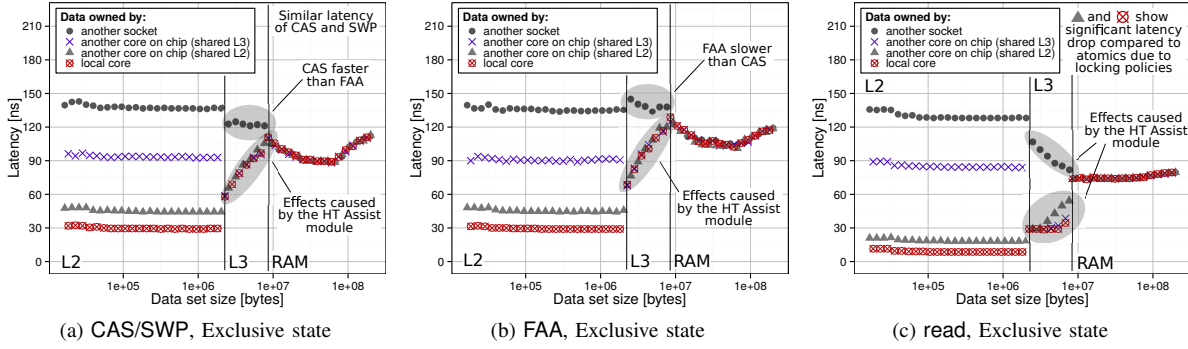 Data owned by:
another socket
another core on chip (shared L3)
another core on chip (shared L2)
local core
Similar latency
of CAS and SWP
CAS faster
than FAA
Effects caused
by the HT Assist
module
L2
L3
RAM
Latency [ns]
210
180
150
120
90
60
30
0
1e+05
1e+06
1e+07
1e+08
Data set size [bytes]
(a) CAS/SWP, Exclusive state
Data owned by:
another socket
another core on chip (shared L3)
another core on chip (shared L2)
local core
FAA slower
than CAS
Effects caused
by the HT Assist
module
L2
L3
RAM
Latency [ns]
210
180
150
120
90
60
30
0
1e+05
1e+06
1e+07
1e+08
Data set size [bytes]
(b) FAA, Exclusive state
Data owned by:
another socket
another core on chip (shared L3)
another core on chip (shared L2)
local core
and show
significant latency
drop compared to
atomics due to
locking policies
Effects caused
by the HT Assist
module
L2
L3
RAM
Latency [ns]
210
180
150
120
90
60
30
0
1e+05
1e+06
1e+07
1e+08
Data set size [bytes]
(c) read, Exclusive state